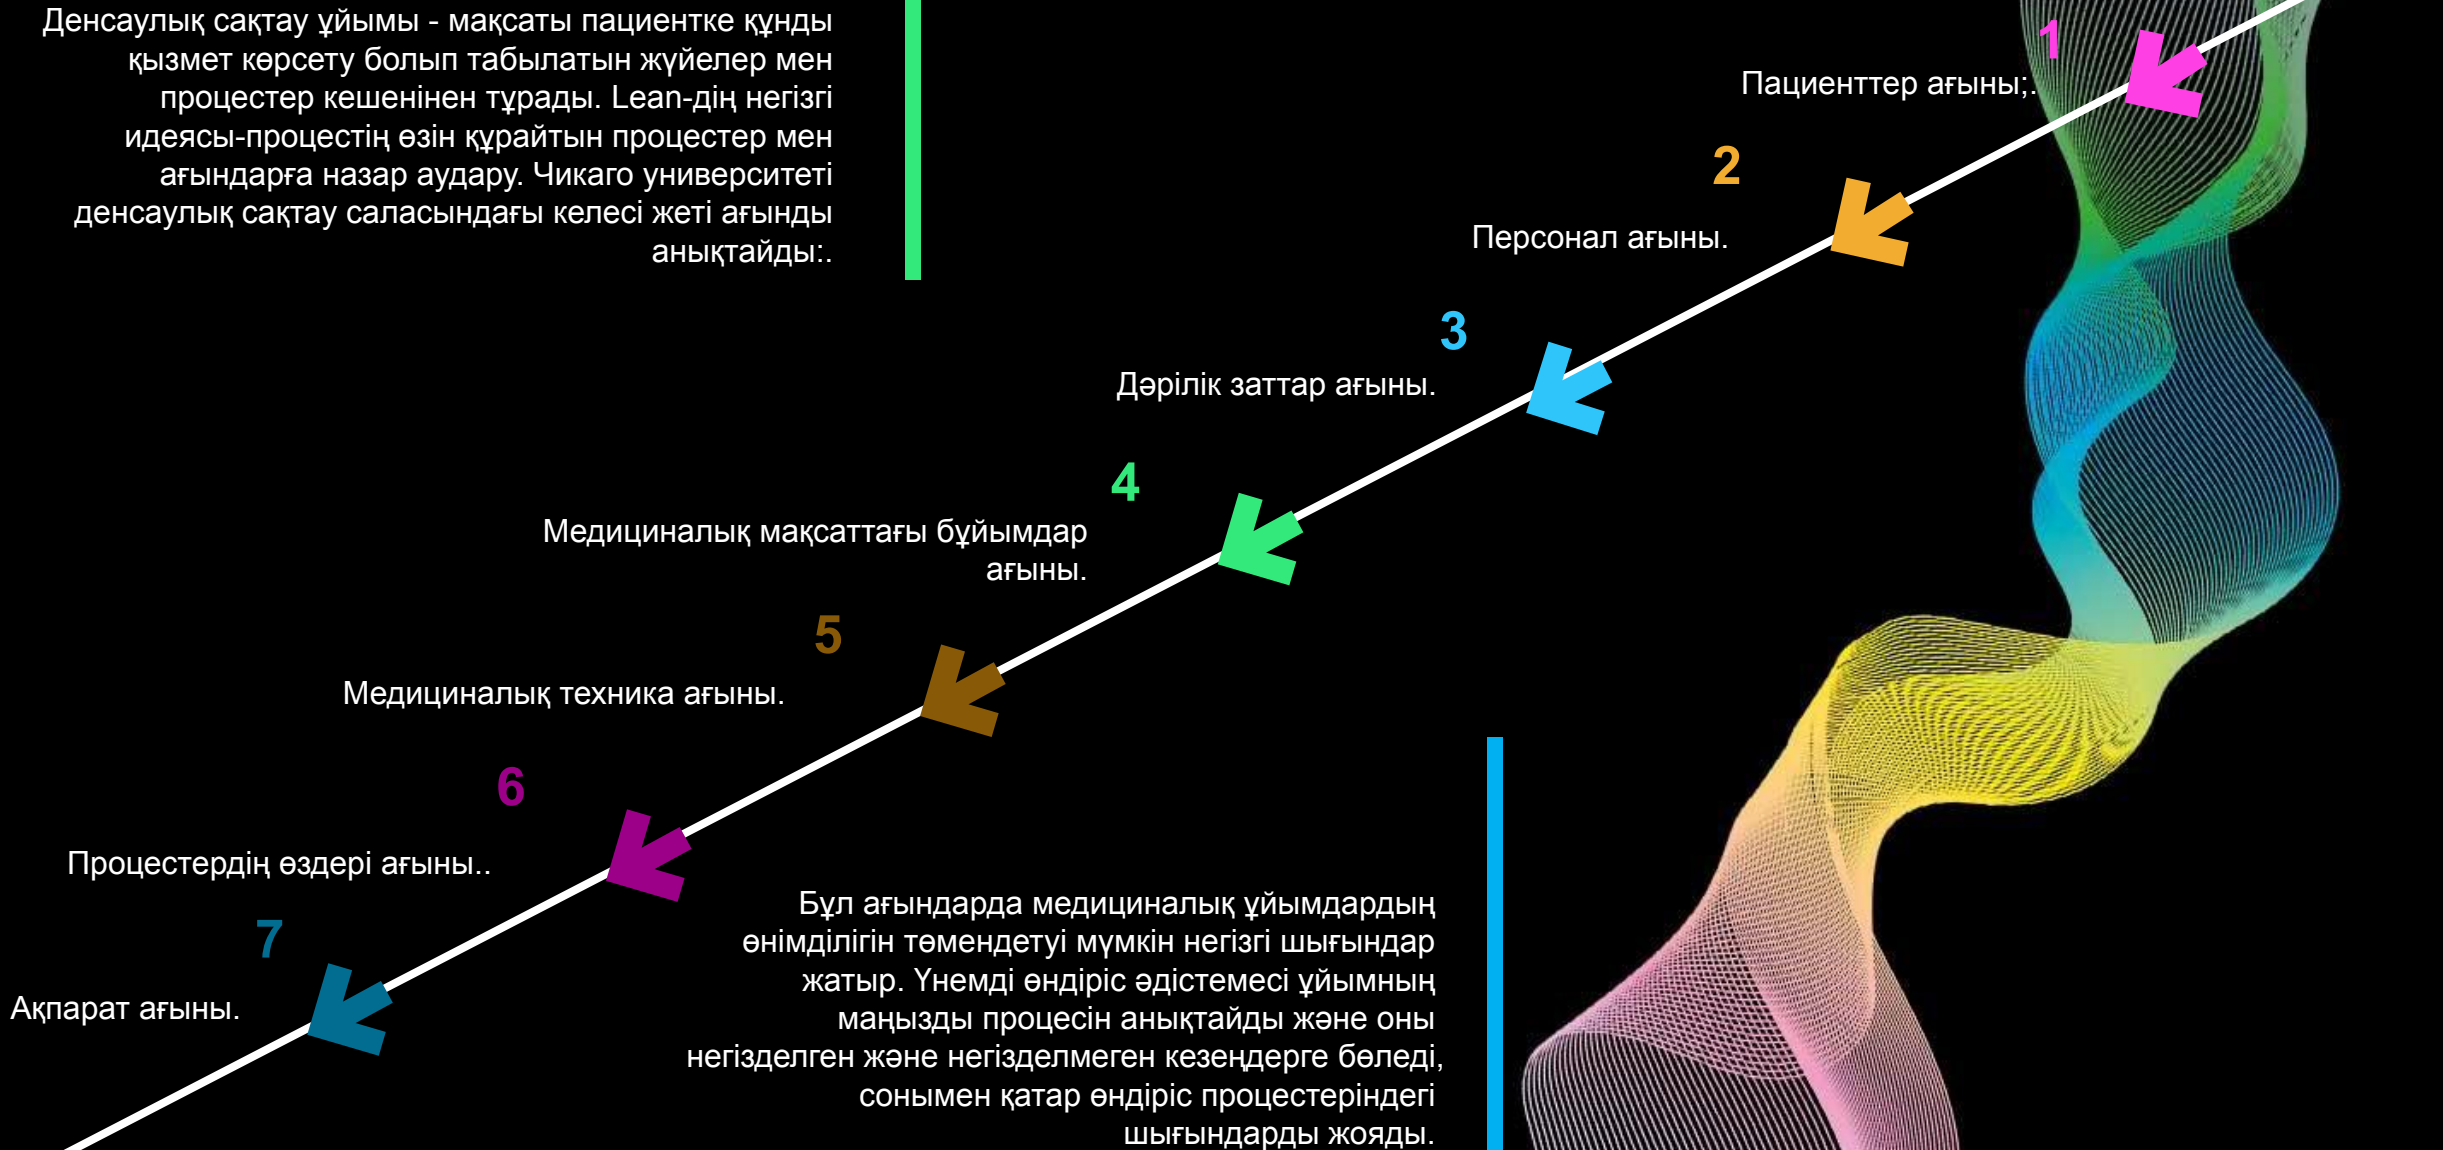 Денсаулық сақтау ұйымы - мақсаты пациентке құнды
қызмет көрсету болып табылатын жүйелер мен
процестер кешенінен тұрады. Lean-дің негізгі
идеясы-процестің өзін құрайтын процестер мен
ағындарға назар аудару. Чикаго университеті
денсаулық сақтау саласындағы келесі жеті ағынды
анықтайды:.
1
Пациенттер ағыны;.
2
Персонал ағыны.
3
Дәрілік заттар ағыны.
4
Медициналық мақсаттағы бұйымдар
ағыны.
5
Медициналық техника ағыны.
6
Процестердің өздері ағыны..
7
Ақпарат ағыны.
Бұл ағындарда медициналық ұйымдардың
өнімділігін төмендетуі мүмкін негізгі шығындар
жатыр. Үнемді өндіріс әдістемесі ұйымның
маңызды процесін анықтайды және оны
негізделген және негізделмеген кезеңдерге бөледі,
сонымен қатар өндіріс процестеріндегі
шығындарды жояды.